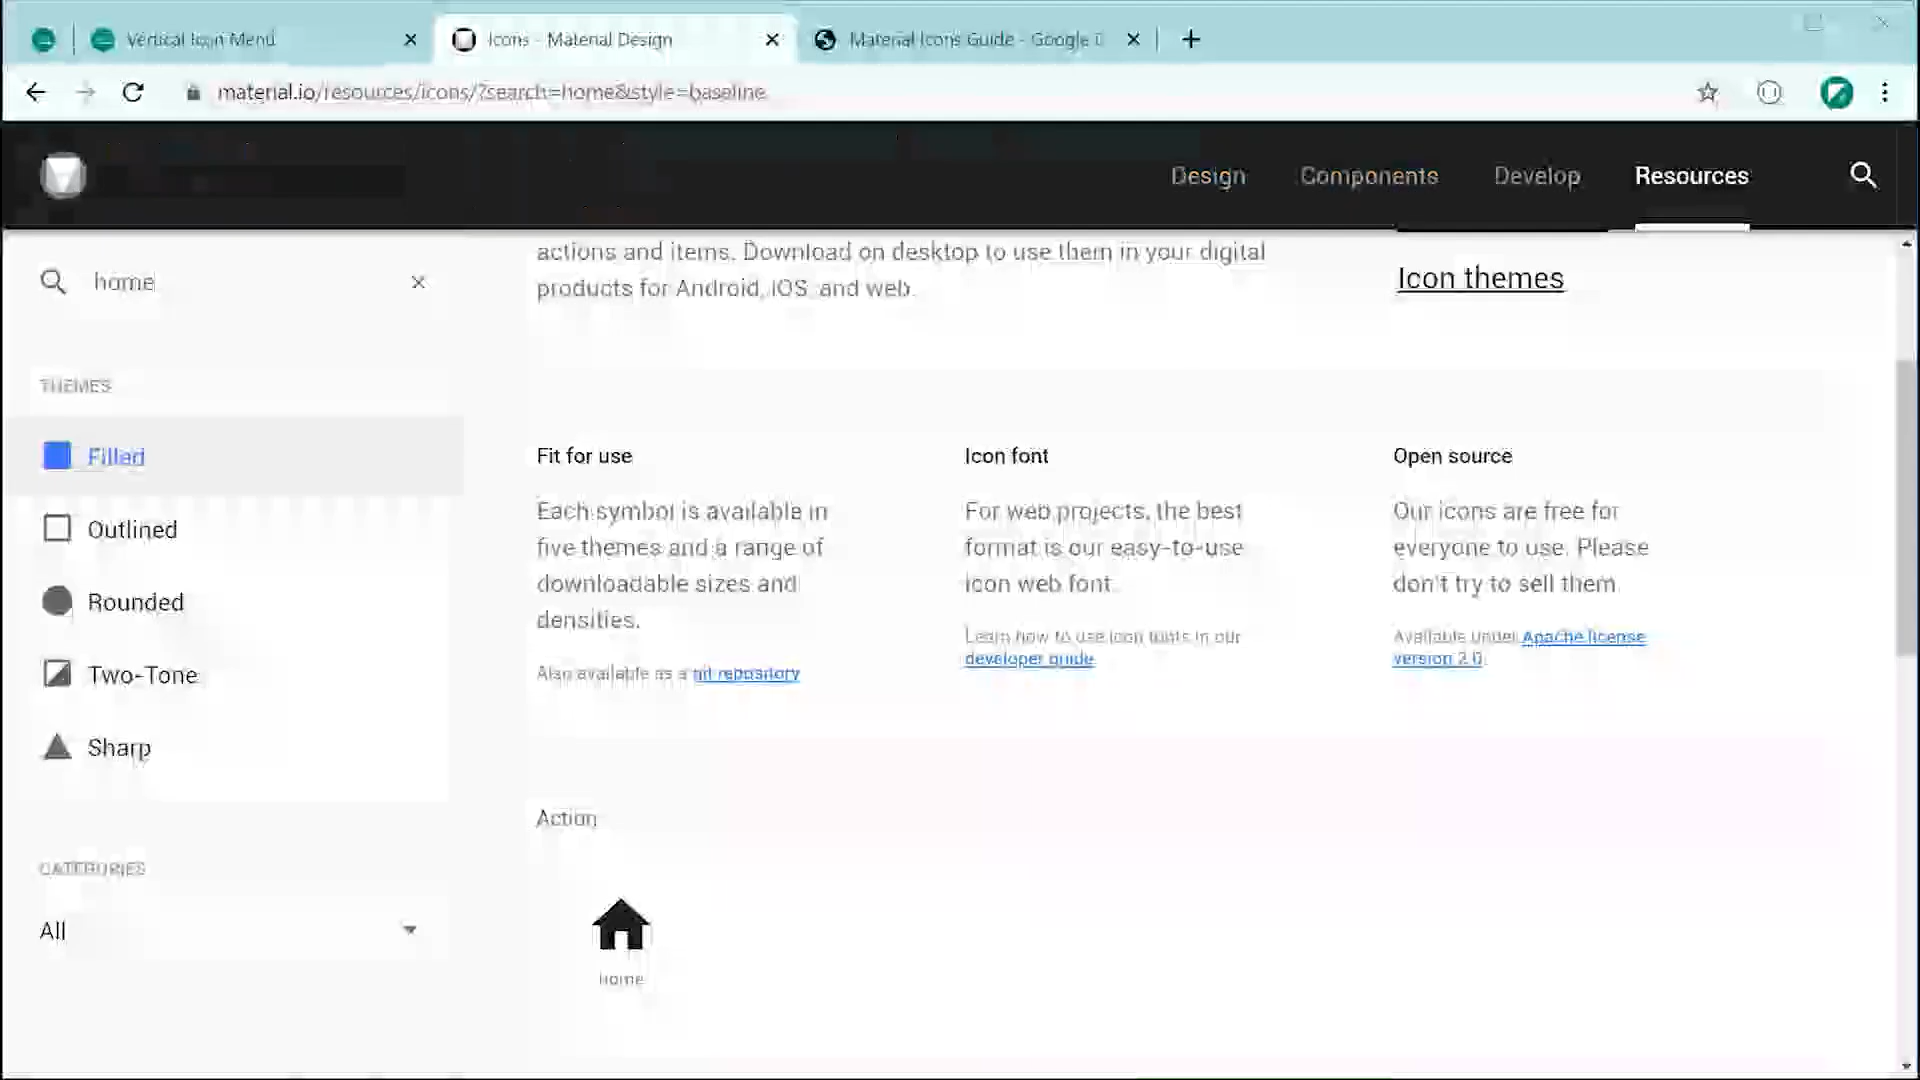 Vertical Icon Menu
Icons - Material Design
Material Icons Guide - Google D
material.io/resources/icons/?search=home&style=baseline
Design
Components
Develop
Resources
home
actions and items. Download on desktop to use them in your digital
products for Android, iOS, and web.
Icon themes
THEMES
Filled
Outlined
Rounded
Two-Tone
Sharp
CATEGORIES
All
Fit for use
Each symbol is available in
five themes and a range of
downloadable sizes and
densities.
Also available as a git repository
Icon font
For web projects, the best
format is our easy-to-use
icon web font.
Learn how to use icon fonts in our
developer guide
Open source
Our icons are free for
everyone to use. Please
don't try to sell them.
Available under Apache license
version 2.0
Action
Home